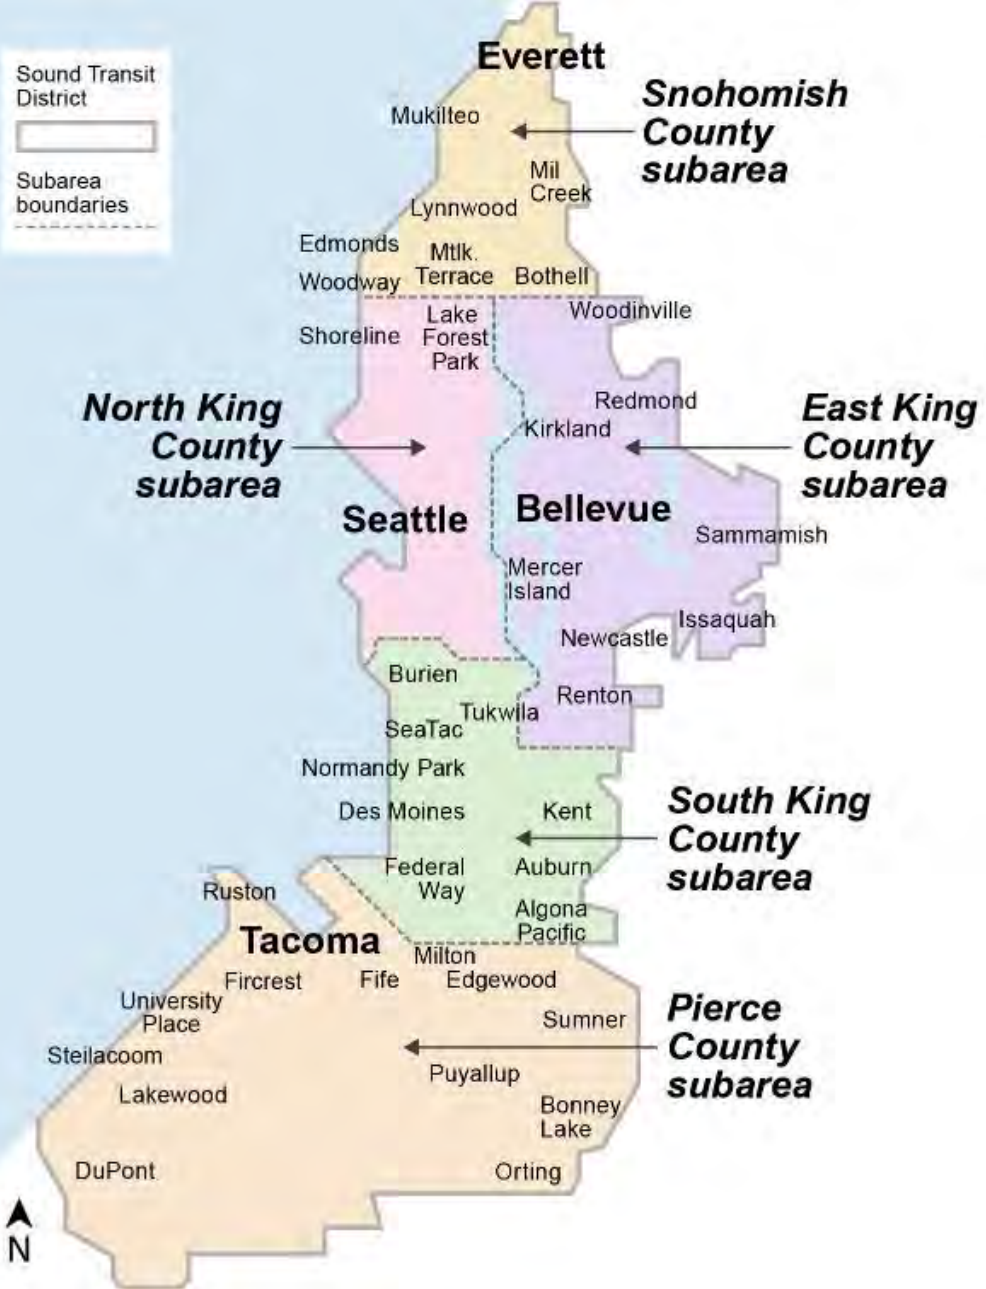 Sound Transit
District
Subarea
boundaries
Everett
Snohomish
County
subarea
Mukilteo
Mil
Creek
Lynnwood
Edmonds
Mtlk.
Terrace
Woodway
Bothell
Woodinville
Shoreline
Lake
Forest
Park
North King
County
subarea
Redmond
Kirkland
East King
County
subarea
Seattle
Bellevue
Sammamish
Mercer
Island
Issaquah
Newcastle
Burien
Renton
Tukwila
SeaTac
Normandy Park
Des Moines
Kent
South King
County
subarea
Federal
Way
Auburn
Algona
Pacific
Ruston
Tacoma
Milton
Fircrest
Fife
Edgewood
University
Place
Sumner
Pierce
County
subarea
Steilacoom
Puyallup
Lakewood
Bonney
Lake
DuPont
Orting
N